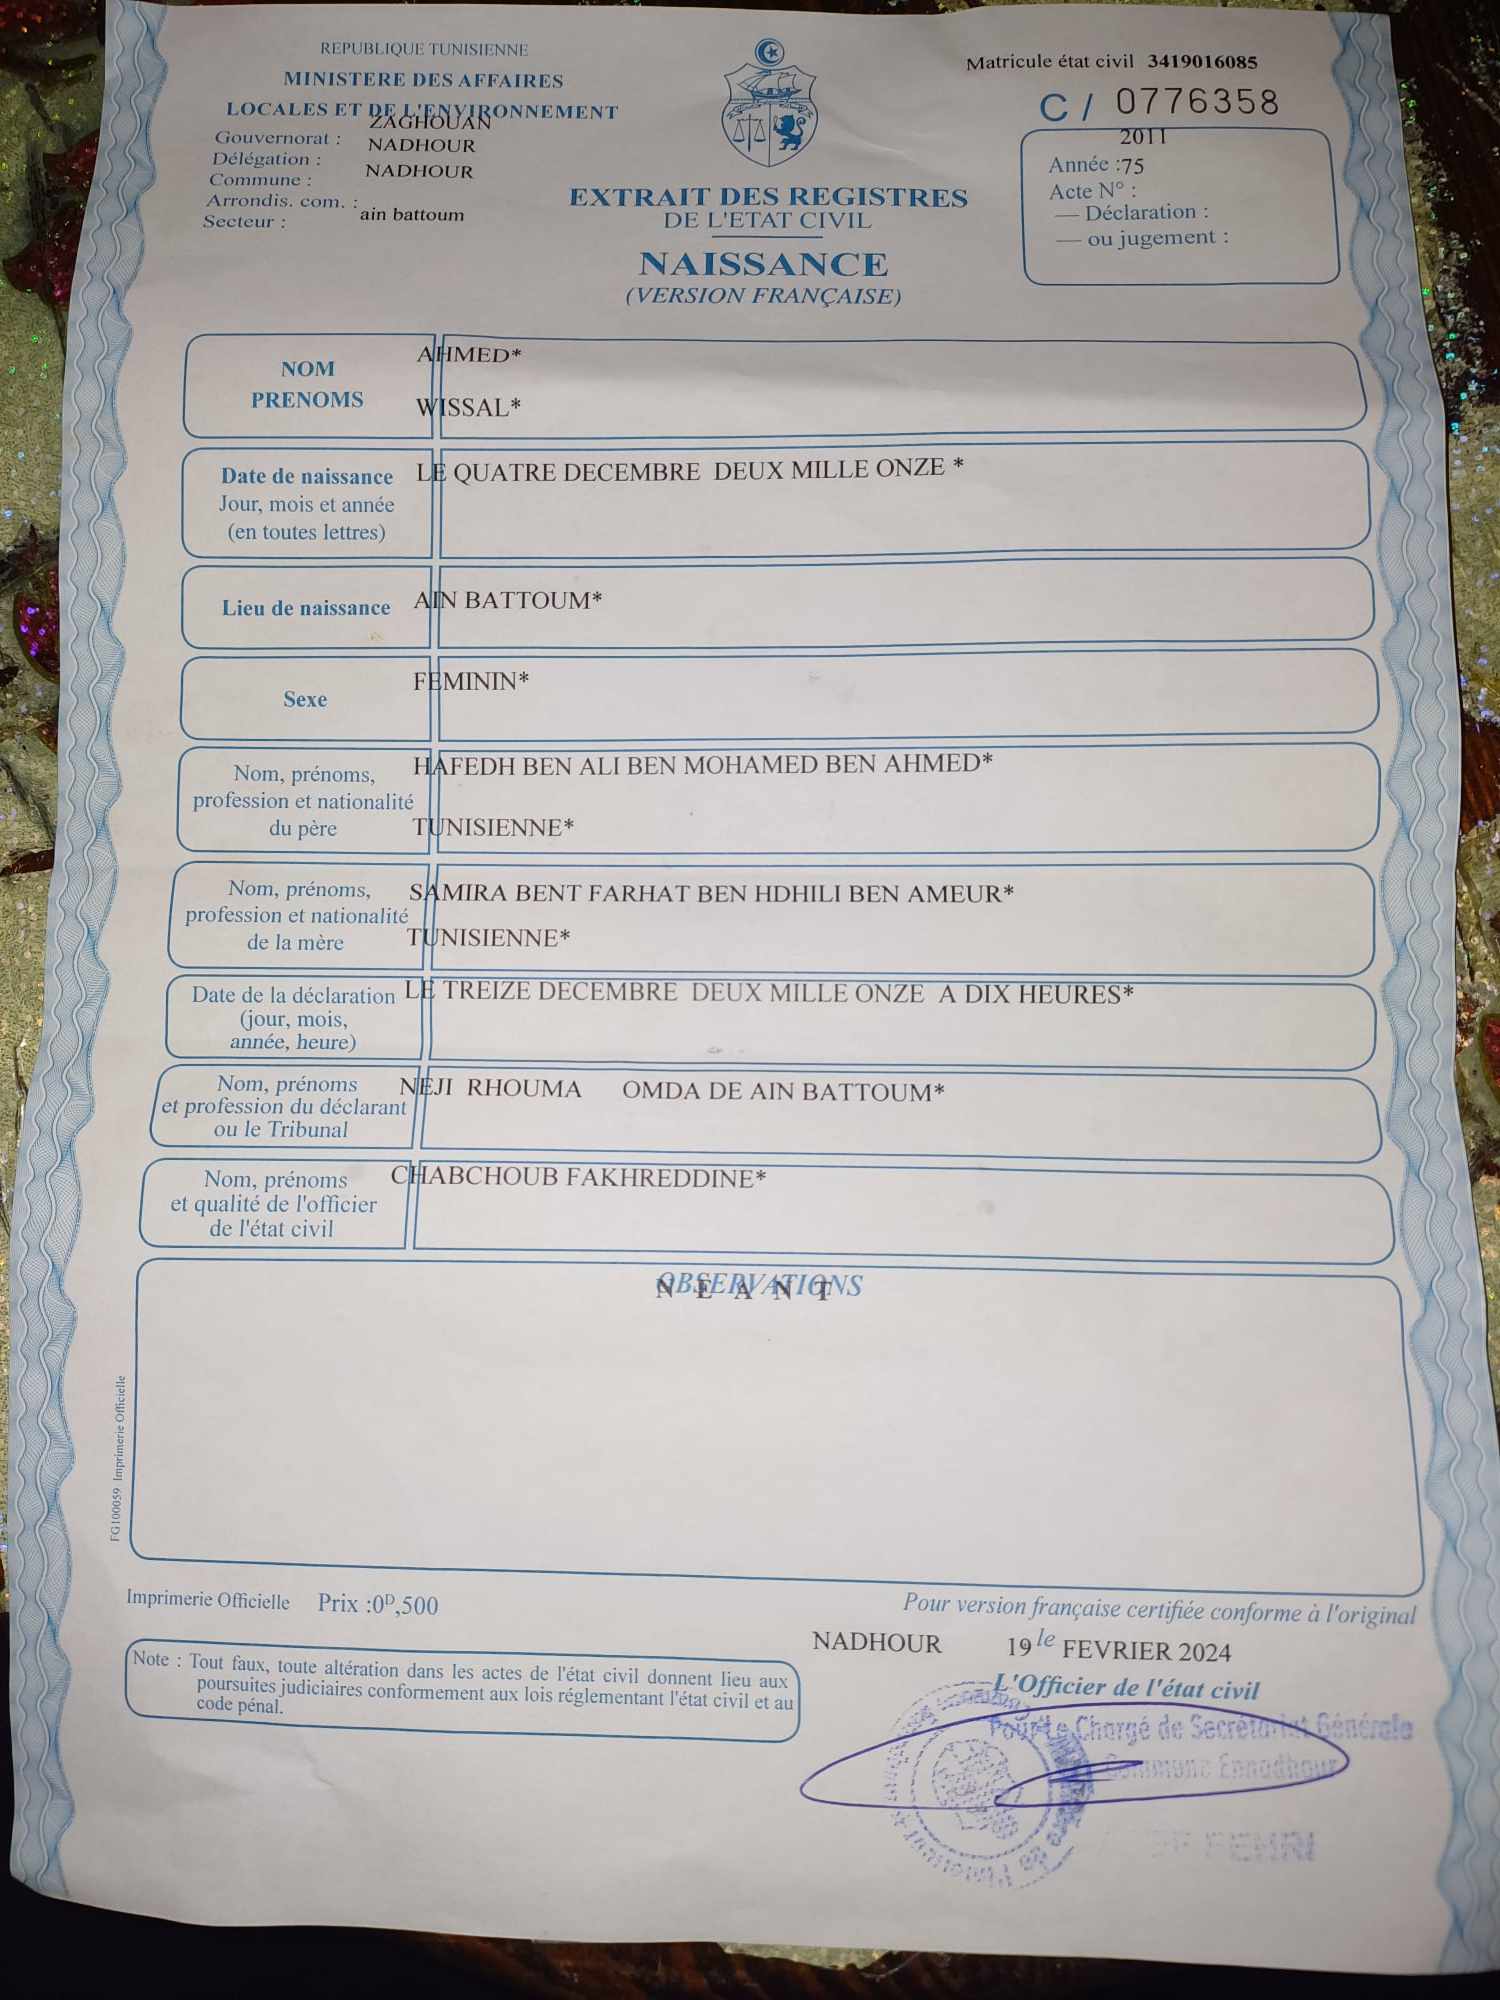 REPUBLIQUE TUNISIENNE
MINISTERE DES AFFAIRES
LOCALES ET DE L'ENVIRONNEMENT
Gouvernorat : ZAGHOUAN
Délégation : NADHOUR
Commune : NADHOUR
Arrondis. com. :
Secteur : ain battoum
Matricule état civil 3419016085
C / 0776358
2011
Année :75
Acte N° :
— Déclaration :
— ou jugement :
EXTRAIT DES REGISTRES
DE L'ETAT CIVIL
NAISSANCE
(VERSION FRANÇAISE)
NOM AHMED*
PRENOMS WISSAL*
Date de naissance LE QUATRE DECEMBRE DEUX MILLE ONZE *
Jour, mois et année
(en toutes lettres)
Lieu de naissance AIN BATTOUM*
Sexe FEMININ*
Nom, prénoms, HAFEDH BEN ALI BEN MOHAMED BEN AHMED*
profession et nationalité
du père TUNISIENNE*
Nom, prénoms, SAMIRA BENT FARHAT BEN HDHILI BEN AMEUR*
profession et nationalité
de la mère TUNISIENNE*
Date de la déclaration LE TREIZE DECEMBRE DEUX MILLE ONZE A DIX HEURES*
(jour, mois,
année, heure)
Nom, prénoms NEJI RHOUMA OMDA DE AIN BATTOUM*
et profession du déclarant
ou le Tribunal
Nom, prénoms CHABCHOUB FAKHREDDINE*
et qualité de l'officier
de l'état civil
OBSERVATIONS
N E A N T
FG100059 Imprimerie Officielle
Imprimerie Officielle Prix :0ᴰ,500
Pour version française certifiée conforme à l'original
NADHOUR 19 le FEVRIER 2024
L'Officier de l'état civil
Note : Tout faux, toute altération dans les actes de l'état civil donnent lieu aux
poursuites judiciaires conformement aux lois réglementant l'état civil et au
code pénal.
Pour Le Chargé de Secrétariat Générale
Commune Ennadhour
FEHRI